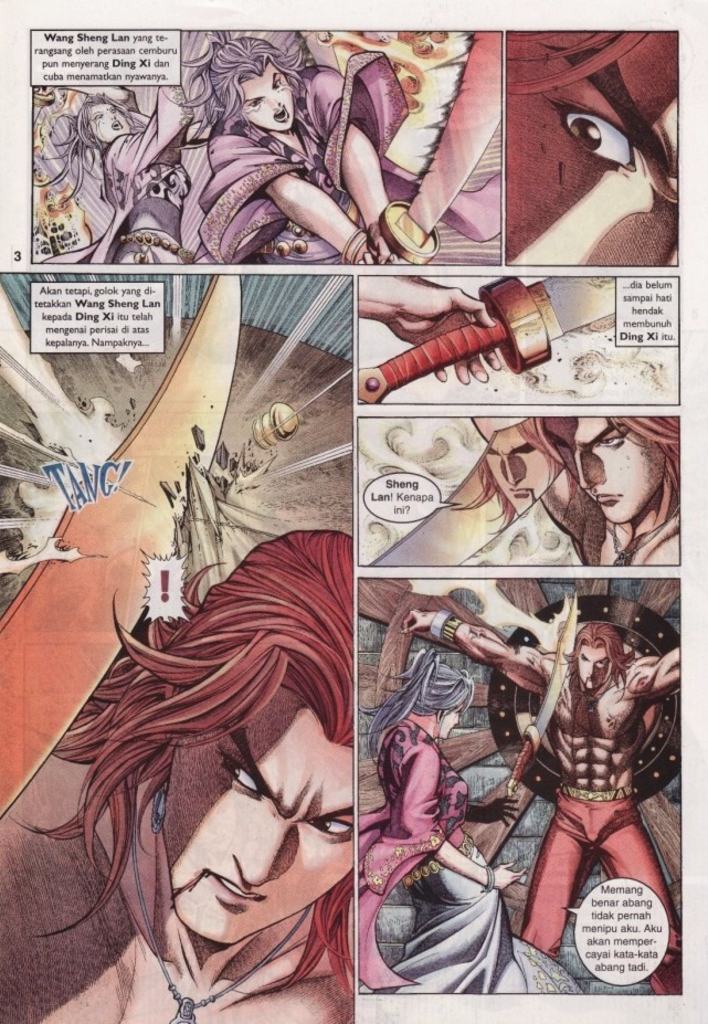 Wang Sheng Lan yang te-
rangsang oleh perasaan cemburu
pun menyerang Ding Xi dan
cuba menamatkan nyawanya.
3
Akan tetapi, golok yang di-
tetakkan Wang Sheng Lan
kepada Ding Xi itu telah
mengenai perisai di atas
kepalanya. Nampaknya...
TANG!
!
...dia belum
sampai hati
hendak
membunuh
Ding Xi itu.
Sheng
Lan! Kenapa
ini?
Memang
benar abang
tidak pernah
menipu aku. Aku
akan memper-
cayai kata-kata
abang tadi.